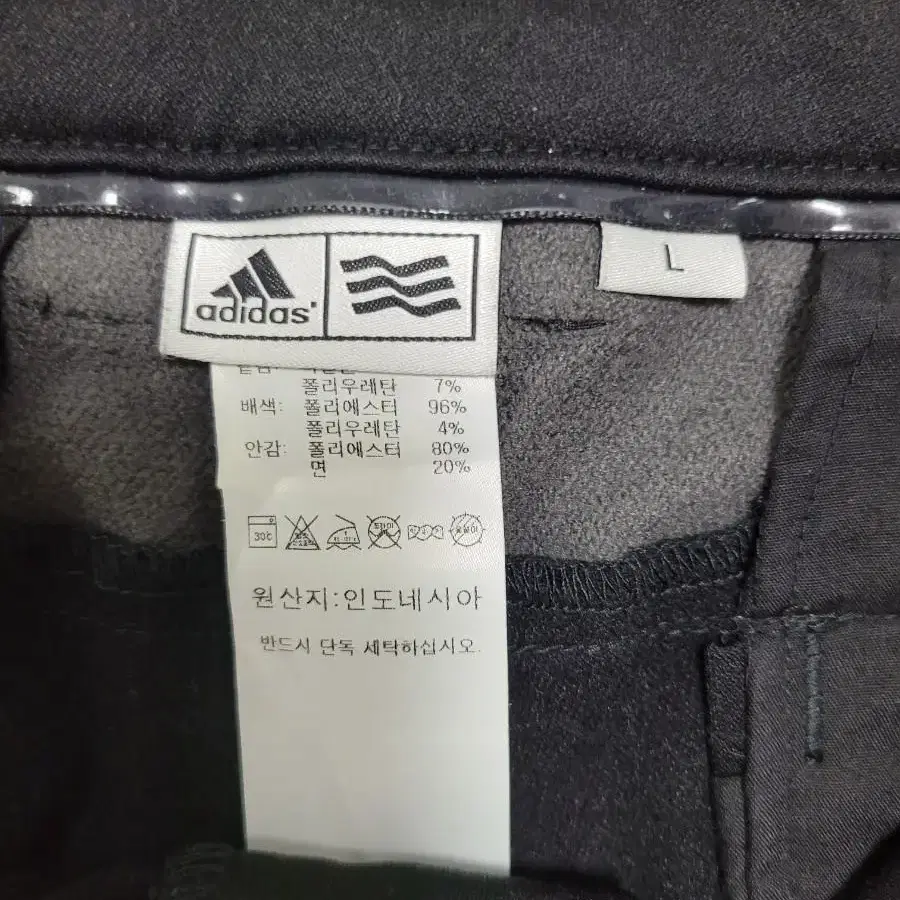 adidas
L
폴리우레탄 7%
배색: 폴리에스터 96%
폴리우레탄 4%
안감: 폴리에스터 80%
면 20%
30℃
원산지:인도네시아
반드시 단독 세탁하십시오.